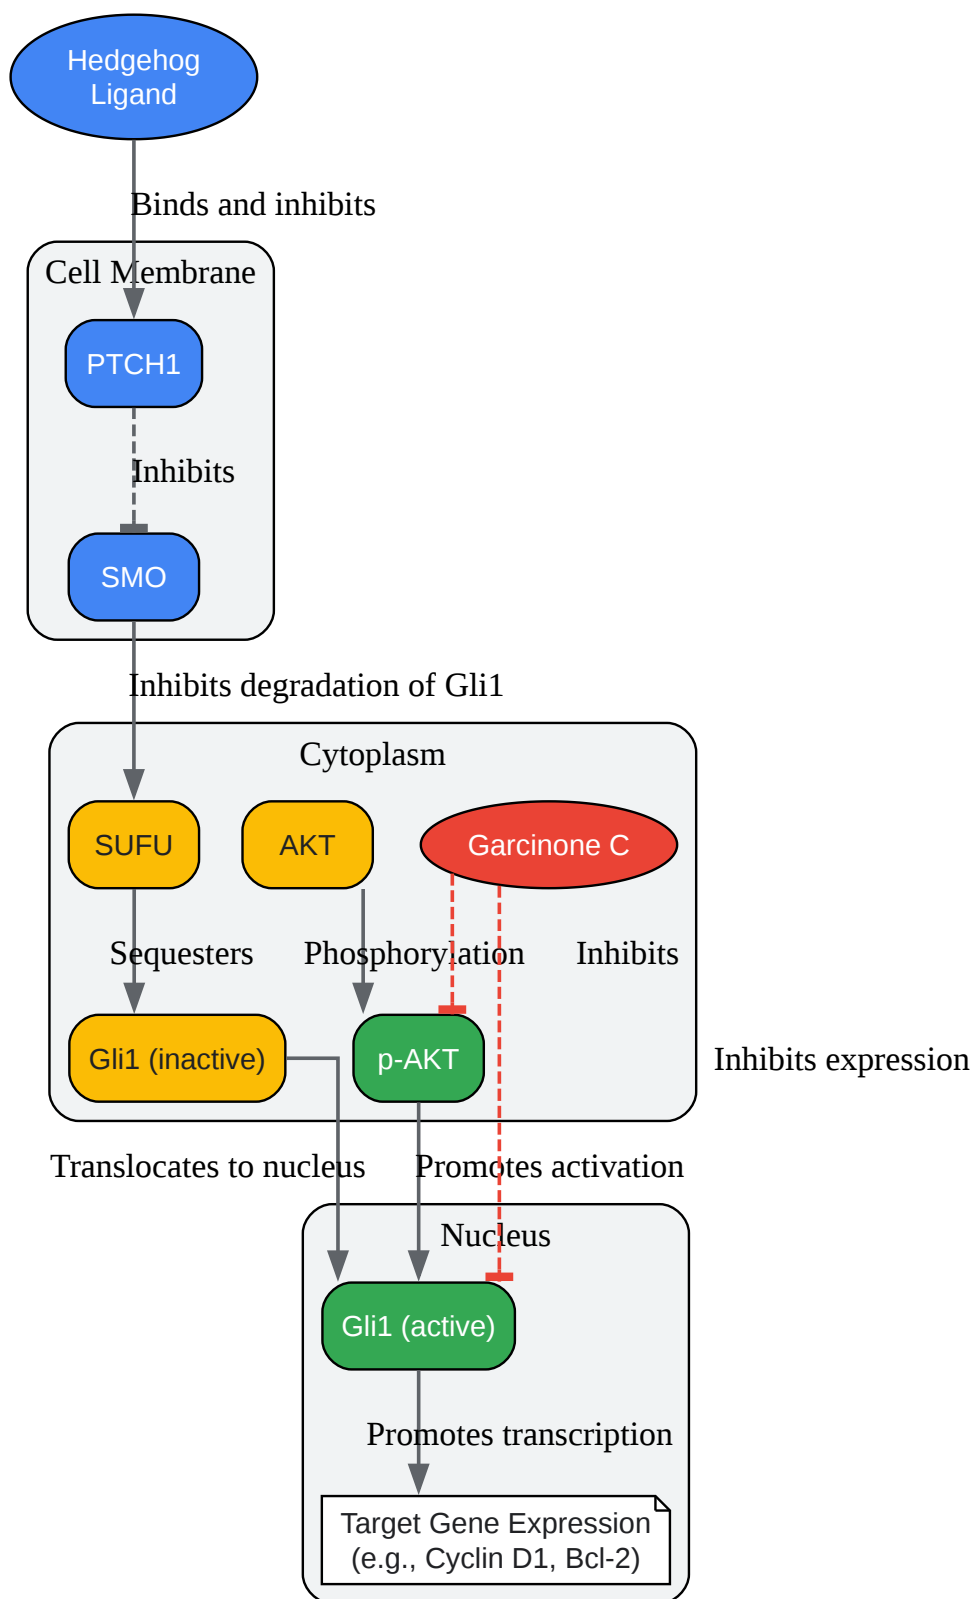 Hedgehog
Ligand
Binds and inhibits
Cell Membrane
PTCH1
Inhibits
SMO
Inhibits degradation of Gli1
Cytoplasm
SUFU
AKT
Garcinone C
Sequesters
Phosphorylation
Inhibits
Gli1 (inactive)
p-AKT
Inhibits expression
Translocates to nucleus
Promotes activation
Nucleus
Gli1 (active)
Promotes transcription
Target Gene Expression
(e.g., Cyclin D1, Bcl-2)